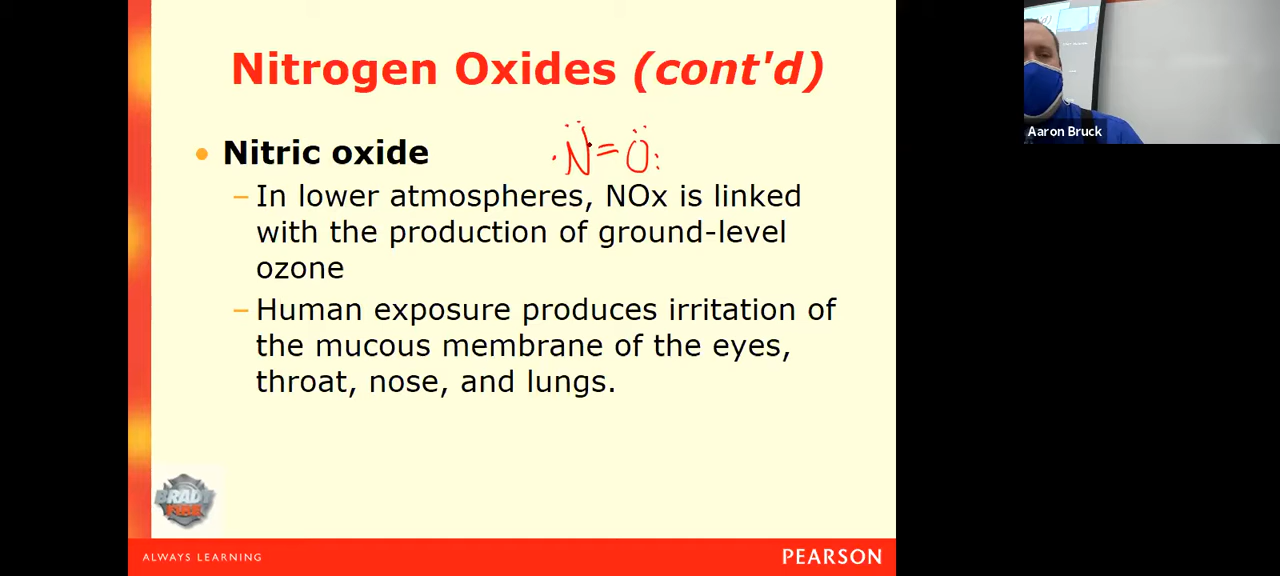 Nitrogen Oxides (cont'd)
• Nitric oxide
·N̈=Ö:
– In lower atmospheres, NOx is linked
with the production of ground-level
ozone
– Human exposure produces irritation of
the mucous membrane of the eyes,
throat, nose, and lungs.
BRADY
FIRE
ALWAYS LEARNING
PEARSON
Aaron Bruck